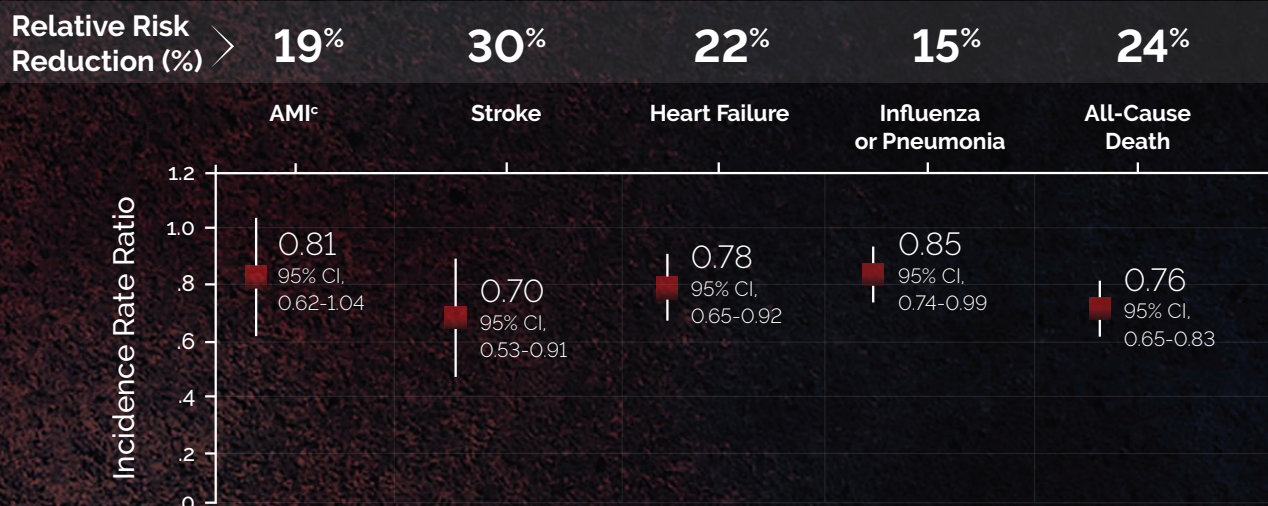 Relative Risk
Reduction (%)
19%
30%
22%
15%
24%
AMIᶜ
Stroke
Heart Failure
Influenza
or Pneumonia
All-Cause
Death
Incidence Rate Ratio
1.2
1.0
.8
.6
.4
.2
0
0.81
95% CI,
0.62-1.04
0.70
95% CI,
0.53-0.91
0.78
95% CI,
0.65-0.92
0.85
95% CI,
0.74-0.99
0.76
95% CI,
0.65-0.83